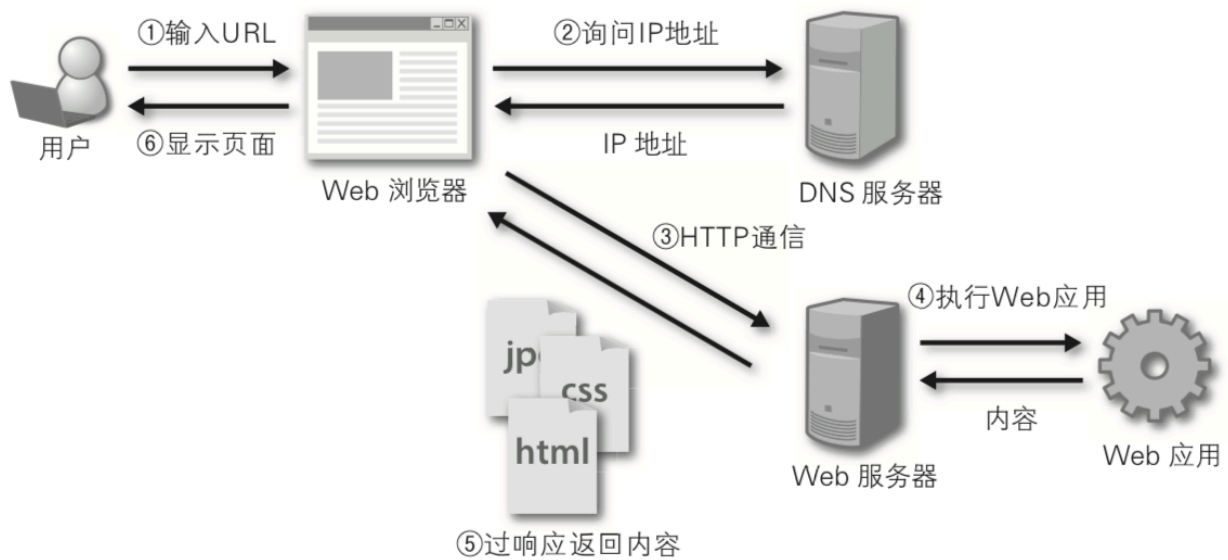 ①输入URL
②询问IP地址
用户
⑥显示页面
IP 地址
Web 浏览器
DNS 服务器
③HTTP通信
④执行Web应用
jp
css
html
内容
Web 服务器
Web 应用
⑤过响应返回内容